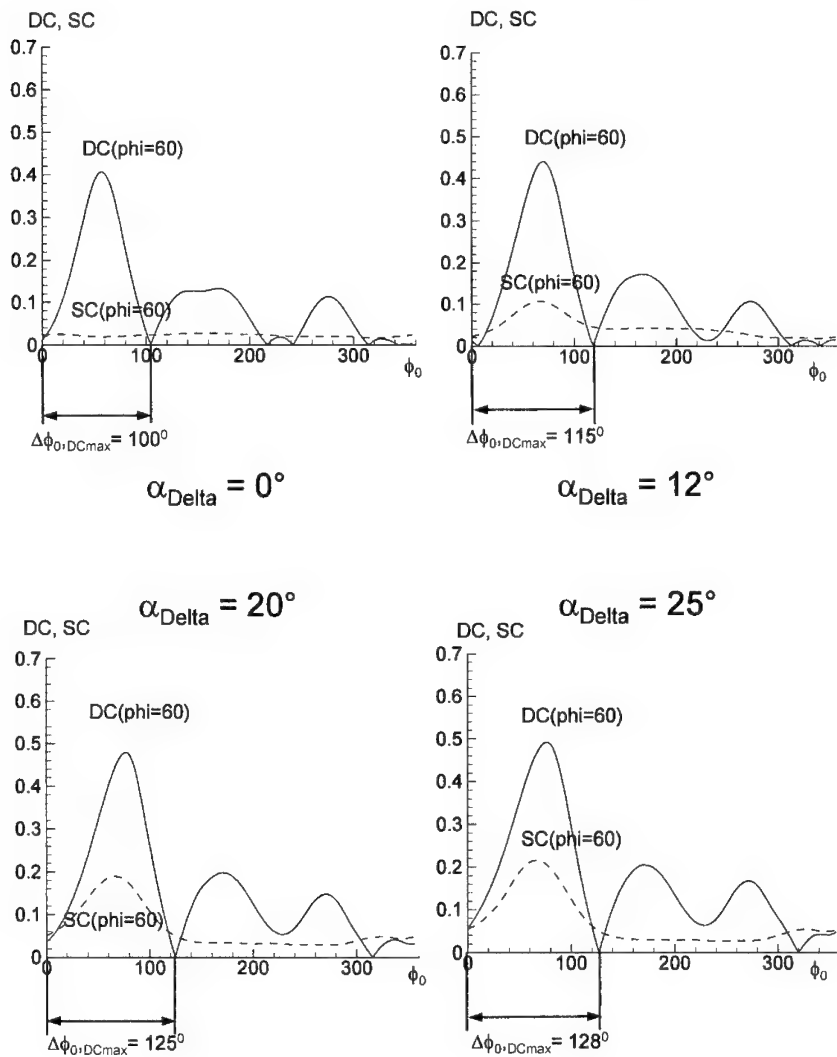 DC, SC
0.7
0.6
0.5
0.4
0.3
0.2
0.1
0
DC(phi=60)
SC(phi=60)
0 100 200 300
ϕ0
Δϕ0,DCmax= 100⁰
αDelta = 0°
DC, SC
0.7
0.6
0.5
0.4
0.3
0.2
0.1
0
DC(phi=60)
SC(phi=60)
0 100 200 300
ϕ0
Δϕ0,DCmax= 115⁰
αDelta = 12°
αDelta = 20°
DC, SC
0.7
0.6
0.5
0.4
0.3
0.2
0.1
0
DC(phi=60)
SC(phi=60)
0 100 200 300
ϕ0
Δϕ0,DCmax= 125⁰
αDelta = 25°
DC, SC
0.7
0.6
0.5
0.4
0.3
0.2
0.1
0
DC(phi=60)
SC(phi=60)
0 100 200 300
ϕ0
Δϕ0,DCmax= 128⁰